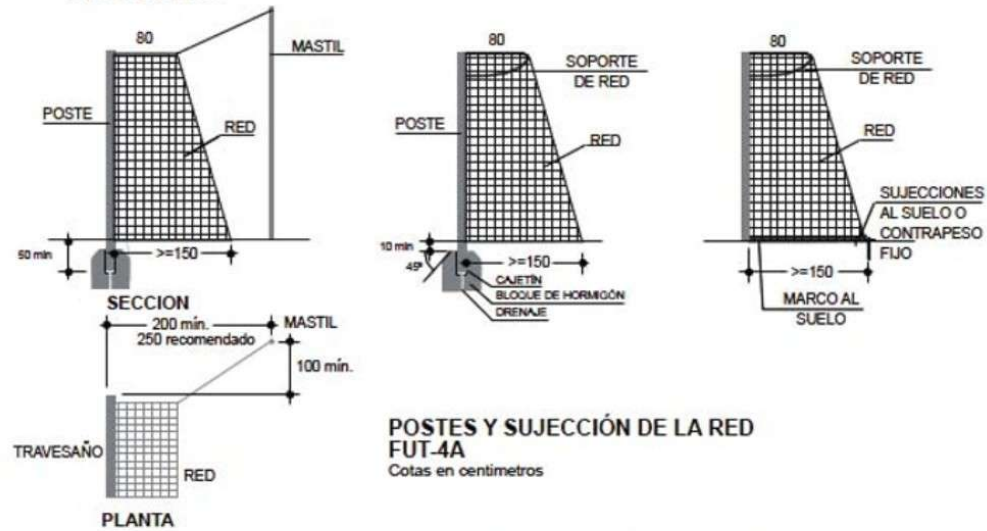 80
MASTIL
POSTE
RED
50 min
>=150
SECCION
200 mín.
250 recomendado
MASTIL
100 mín.
TRAVESAÑO
RED
PLANTA
80
SOPORTE
DE RED
POSTE
RED
10 min
45º
>=150
CAJETÍN
BLOQUE DE HORMIGÓN
DRENAJE
80
SOPORTE
DE RED
RED
SUJECCIONES
AL SUELO O
CONTRAPESO
FIJO
>=150
MARCO AL
SUELO
POSTES Y SUJECCIÓN DE LA RED
FUT-4A
Cotas en centímetros